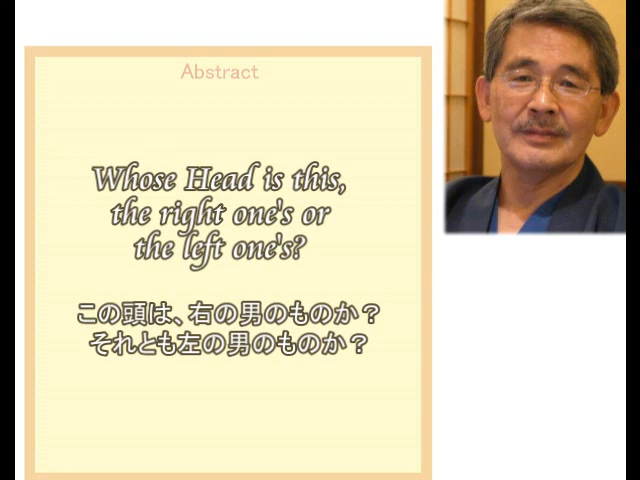 Abstract
Whose Head is this,
the right one's or
the left one's?
この頭は、右の男のものか？
それとも左の男のものか？